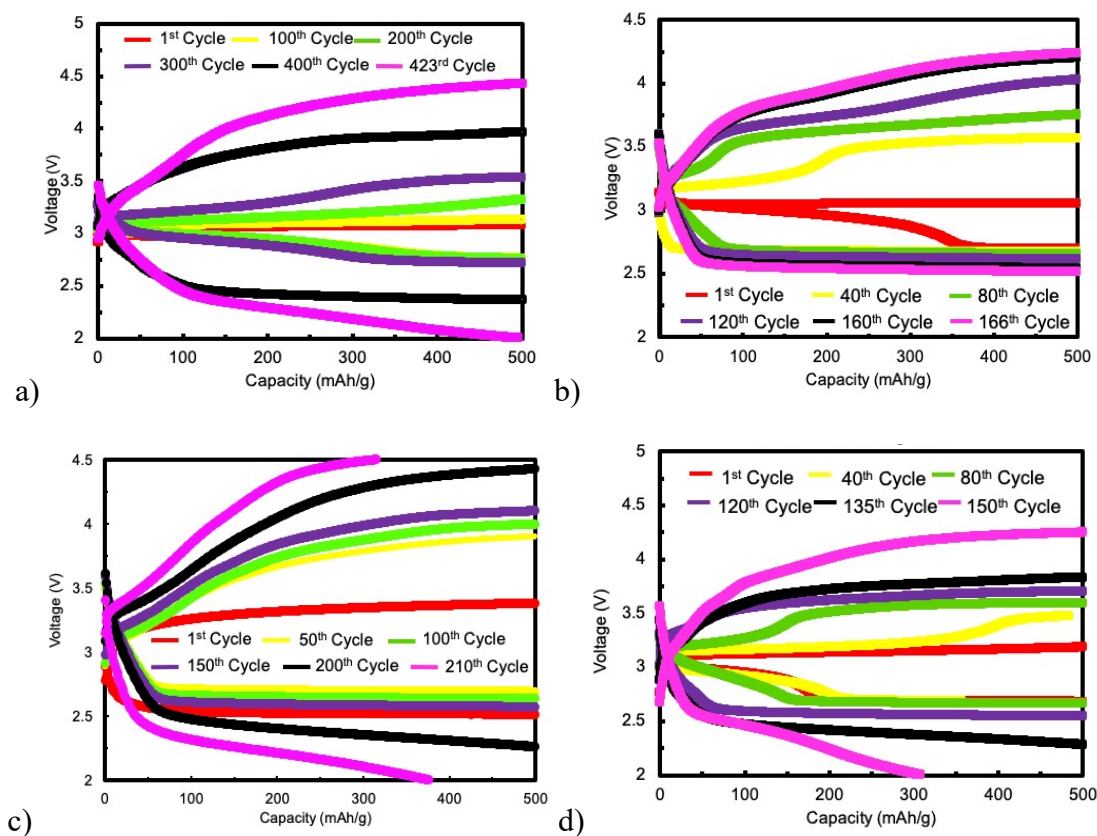 5
1st Cycle 100th Cycle 200th Cycle
300th Cycle 400th Cycle 423rd Cycle
4.5
4
3.5
3
2.5
2
Voltage (V)
0 100 200 300 400 500
Capacity (mAh/g)
a)
4.5
4
3.5
3
2.5
2
Voltage (V)
1st Cycle 40th Cycle 80th Cycle
120th Cycle 160th Cycle 166th Cycle
0 100 200 300 400 500
Capacity (mAh/g)
b)
4.5
4
3.5
3
2.5
2
Voltage (V)
1st Cycle 50th Cycle 100th Cycle
150th Cycle 200th Cycle 210th Cycle
0 100 200 300 400 500
Capacity (mAh/g)
c)
5
1st Cycle 40th Cycle 80th Cycle
120th Cycle 135th Cycle 150th Cycle
4.5
4
3.5
3
2.5
2
Voltage (V)
0 100 200 300 400 500
Capacity (mAh/g)
d)